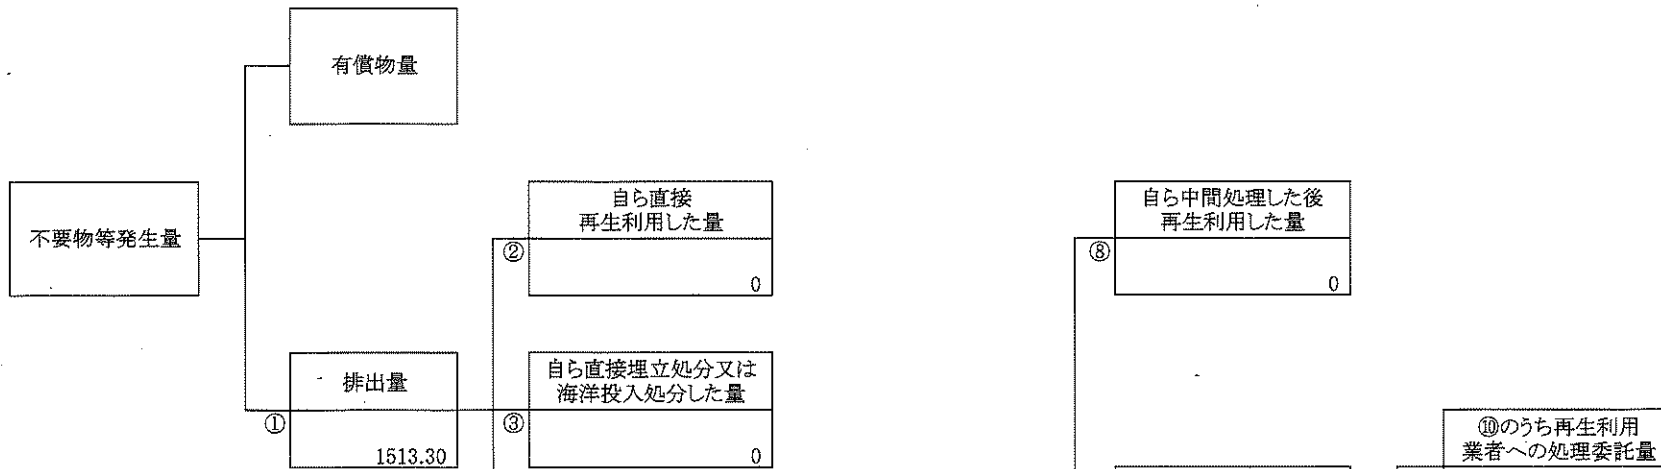 有償物量
不要物等発生量
自ら直接
再生利用した量
②
0
自ら中間処理した後
再生利用した量
⑧
0
排出量
①
1513.30
自ら直接埋立処分又は
海洋投入処分した量
③
0
⑩のうち再生利用
業者への処理委託量